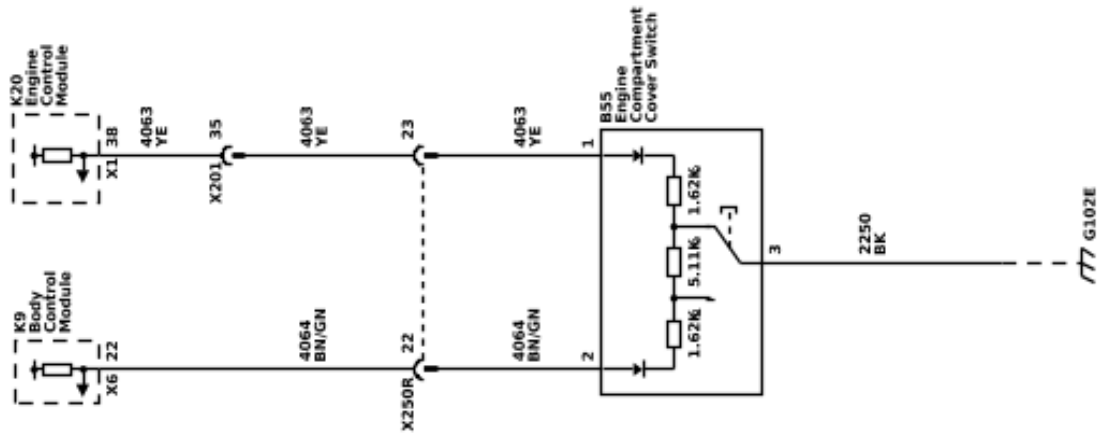 K20
Engine
Control
Module
X1
38
4063
YE
X201
35
4063
YE
23
4063
YE
1
B55
Engine
Compartment
Cover Switch
1.62K
5.11K
1.62K
3
2250
BK
G102E
K9
Body
Control
Module
X6
22
4064
BN/GN
X250R
22
4064
BN/GN
2